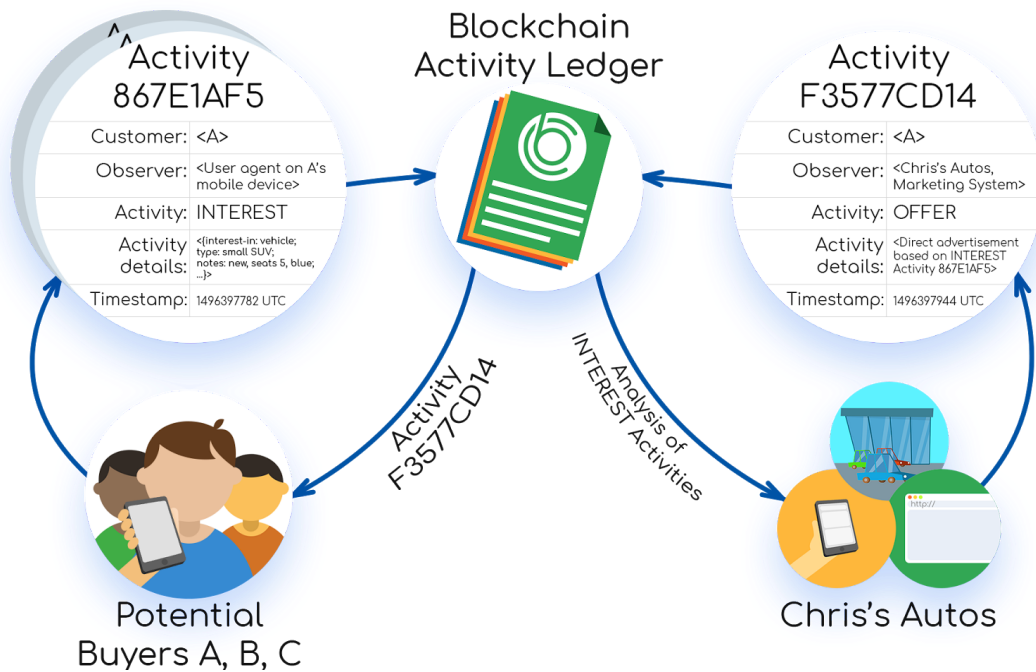 Activity
867E1AF5
Customer: <A>
Observer: <User agent on A's
mobile device>
Activity: INTEREST
Activity
details: <{interest-in: vehicle;
type: small SUV;
notes: new, seats 5, blue;
...}>
Timestamp: 1496397782 UTC
Blockchain
Activity Ledger
Activity
F3577CD14
Customer: <A>
Observer: <Chris's Autos,
Marketing System>
Activity: OFFER
Activity
details: <Direct advertisement
based on INTEREST
Activity 867E1AF5>
Timestamp: 1496397944 UTC
Activity
F3577CD14
Analysis of
INTEREST Activities
http://
Potential
Buyers A, B, C
Chris's Autos